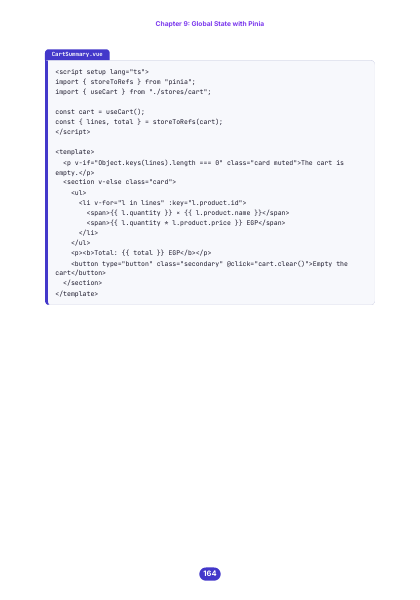 Chapter 9: Global State with Pinia
CartSummary.vue
<script setup lang="ts">
import { storeToRefs } from "pinia";
import { useCart } from "./stores/cart";

const cart = useCart();
const { lines, total } = storeToRefs(cart);
</script>

<template>
  <p v-if="Object.keys(lines).length === 0" class="card muted">The cart is
empty.</p>
  <section v-else class="card">
    <ul>
      <li v-for="l in lines" :key="l.product.id">
        <span>{{ l.quantity }} × {{ l.product.name }}</span>
        <span>{{ l.quantity * l.product.price }} EGP</span>
      </li>
    </ul>
    <p><b>Total: {{ total }} EGP</b></p>
    <button type="button" class="secondary" @click="cart.clear()">Empty the
cart</button>
  </section>
</template>
164